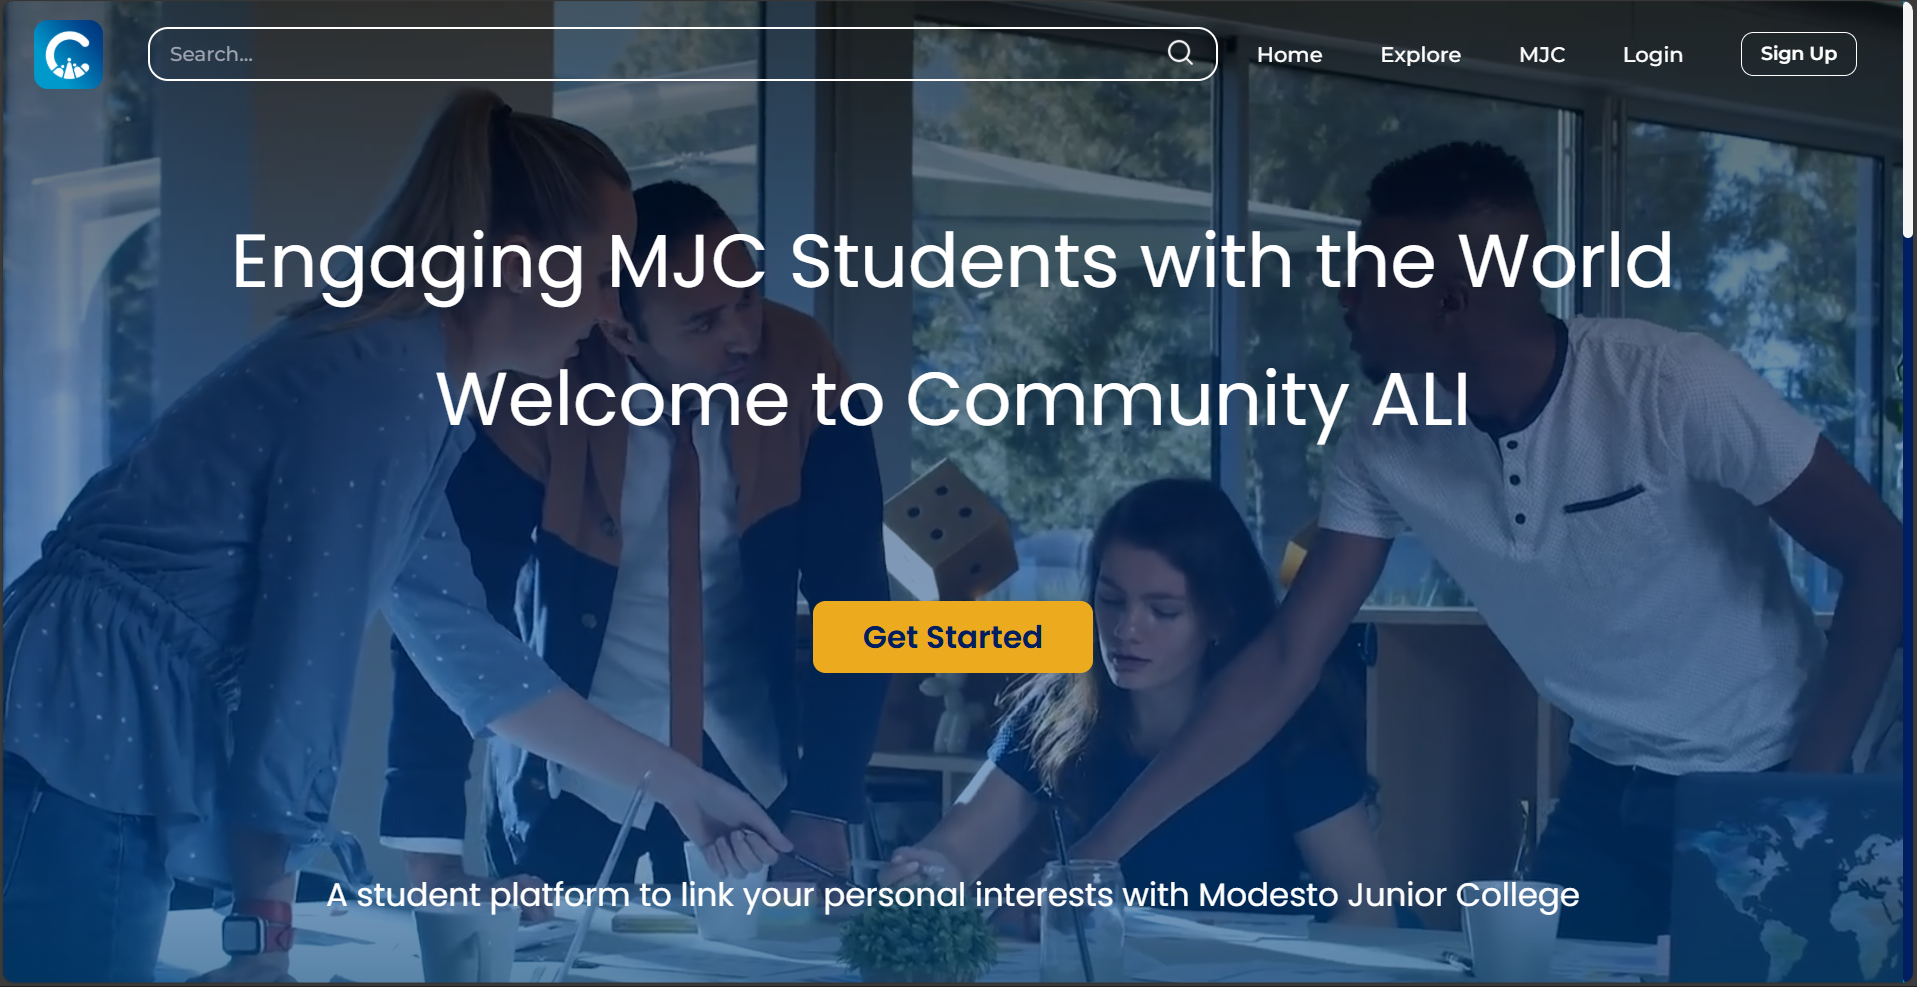 Search...
Home
Explore
MJC
Login
Sign Up
Engaging MJC Students with the World
Welcome to Community ALI
Get Started
A student platform to link your personal interests with Modesto Junior College